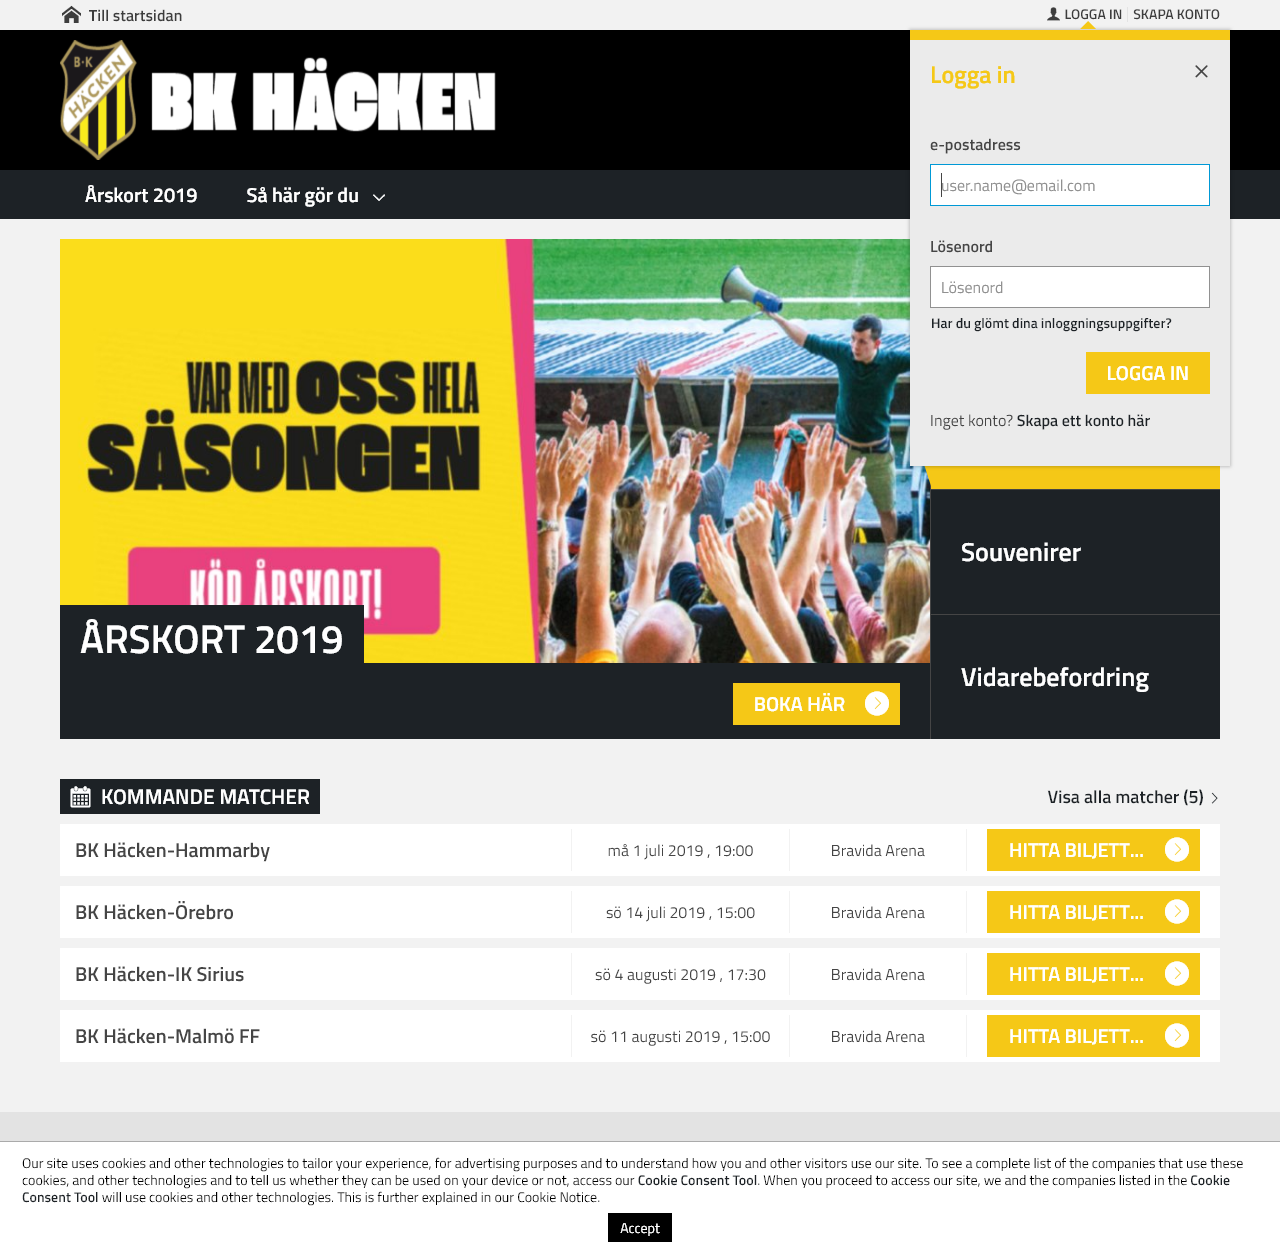 Till startsidan
LOGGA IN
SKAPA KONTO
B·K
HÄCKEN
BK HÄCKEN
Årskort 2019
Så här gör du
Logga in
e-postadress
user.name@email.com
Lösenord
Lösenord
Har du glömt dina inloggningsuppgifter?
LOGGA IN
Inget konto? Skapa ett konto här
VAR MED OSS HELA
SÄSONGEN
KÖP ÅRSKORT!
ÅRSKORT 2019
BOKA HÄR
Souvenirer
Vidarebefordring
KOMMANDE MATCHER
Visa alla matcher (5)
BK Häcken-Hammarby
må 1 juli 2019 , 19:00
Bravida Arena
HITTA BILJETT...
BK Häcken-Örebro
sö 14 juli 2019 , 15:00
Bravida Arena
HITTA BILJETT...
BK Häcken-IK Sirius
sö 4 augusti 2019 , 17:30
Bravida Arena
HITTA BILJETT...
BK Häcken-Malmö FF
sö 11 augusti 2019 , 15:00
Bravida Arena
HITTA BILJETT...
Our site uses cookies and other technologies to tailor your experience, for advertising purposes and to understand how you and other visitors use our site. To see a complete list of the companies that use these
cookies, and other technologies and to tell us whether they can be used on your device or not, access our Cookie Consent Tool. When you proceed to access our site, we and the companies listed in the Cookie
Consent Tool will use cookies and other technologies. This is further explained in our Cookie Notice.
Accept